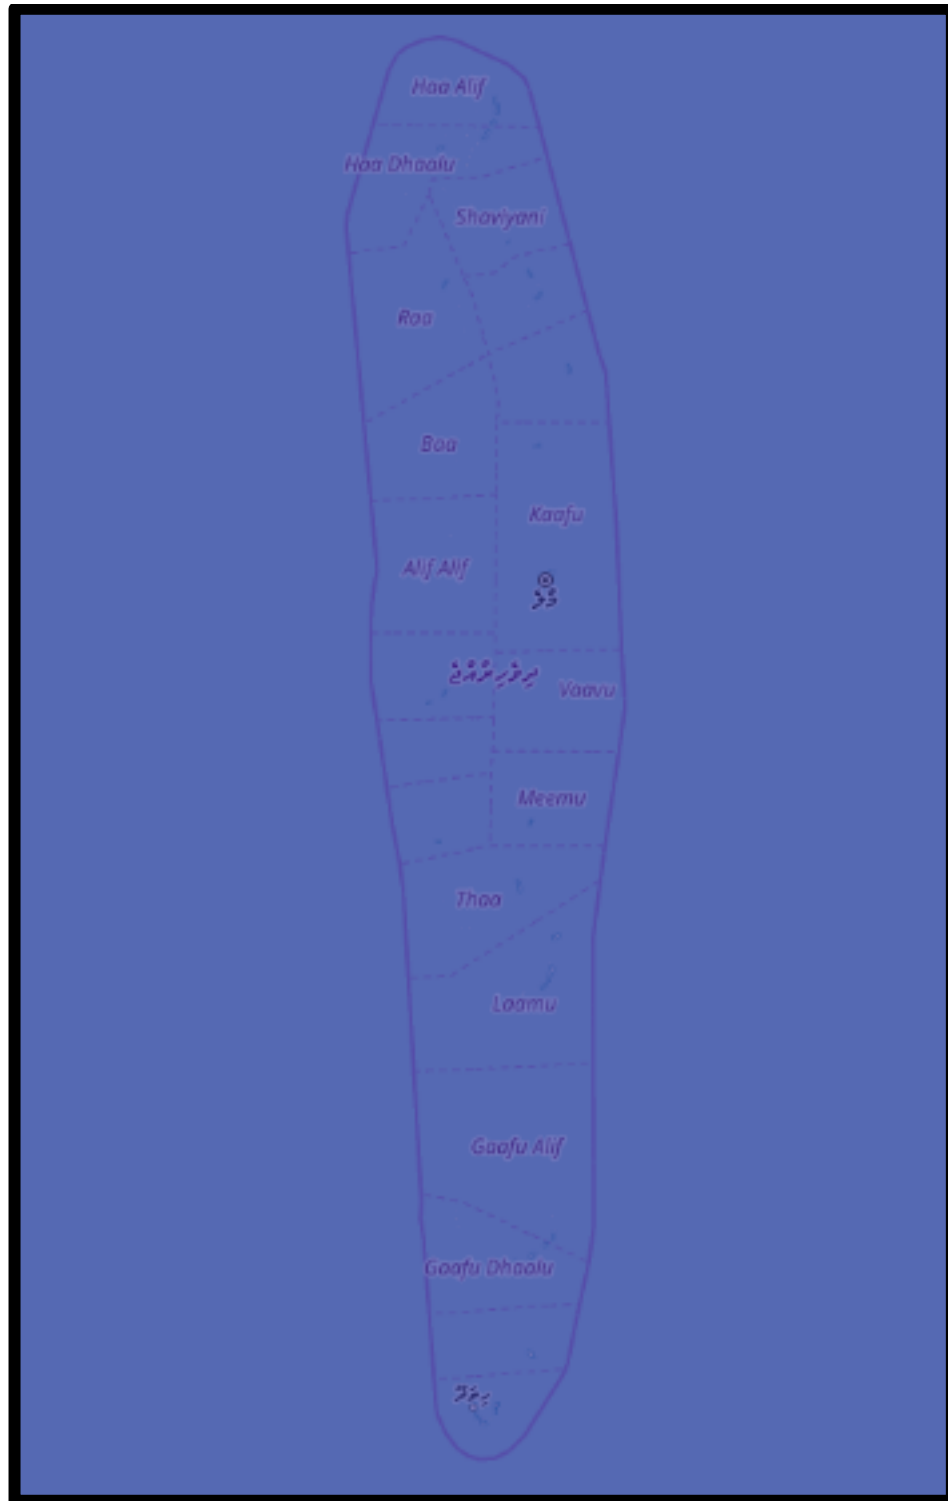 Haa Alif
Haa Dhaalu
Shaviyani
Raa
Baa
Kaafu
Alif Alif
މާލެ
ދިވެހިރާއްޖެ
Vaavu
Meemu
Thaa
Laamu
Gaafu Alif
Gaafu Dhaalu